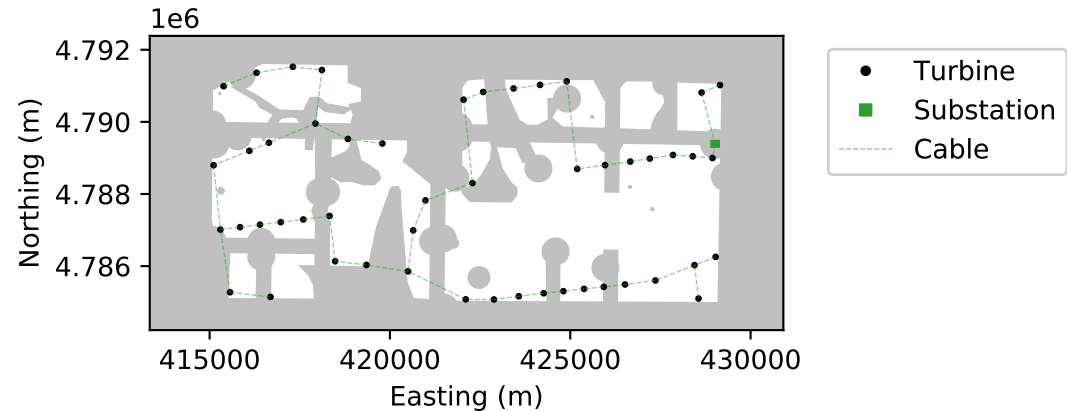 1e6
4.792
4.790
4.788
4.786
Northing (m)
415000
420000
425000
430000
Easting (m)
Turbine
Substation
Cable